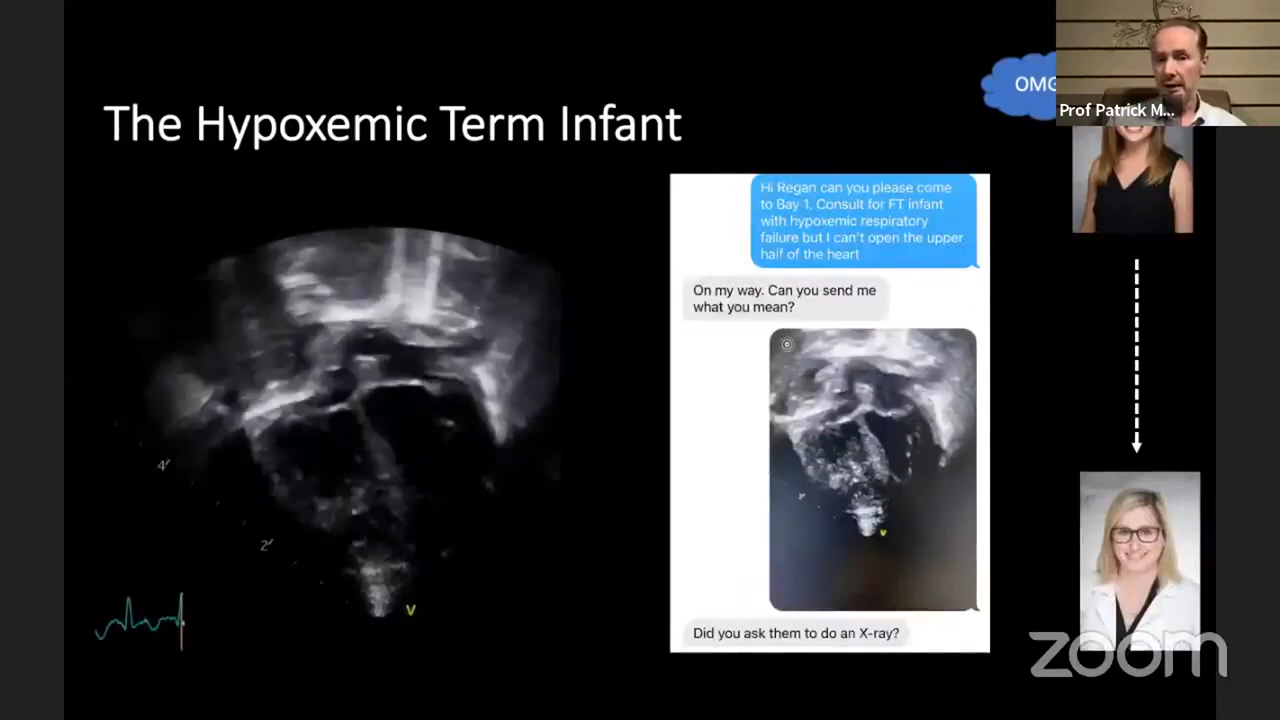 OMG
Prof Patrick M...
The Hypoxemic Term Infant
Hi Regan can you please come
to Bay 1. Consult for FT infant
with hypoxemic respiratory
failure but I can't open the upper
half of the heart
On my way. Can you send me
what you mean?
Did you ask them to do an X-ray?
4'
2'
V
V
zoom